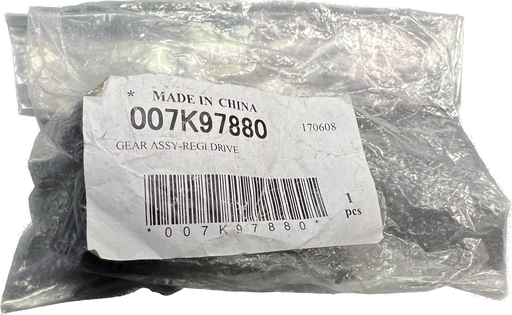 * MADE IN CHINA
007K97880 170608
GEAR ASSY-REGI DRIVE
1
pcs
*007K97880*